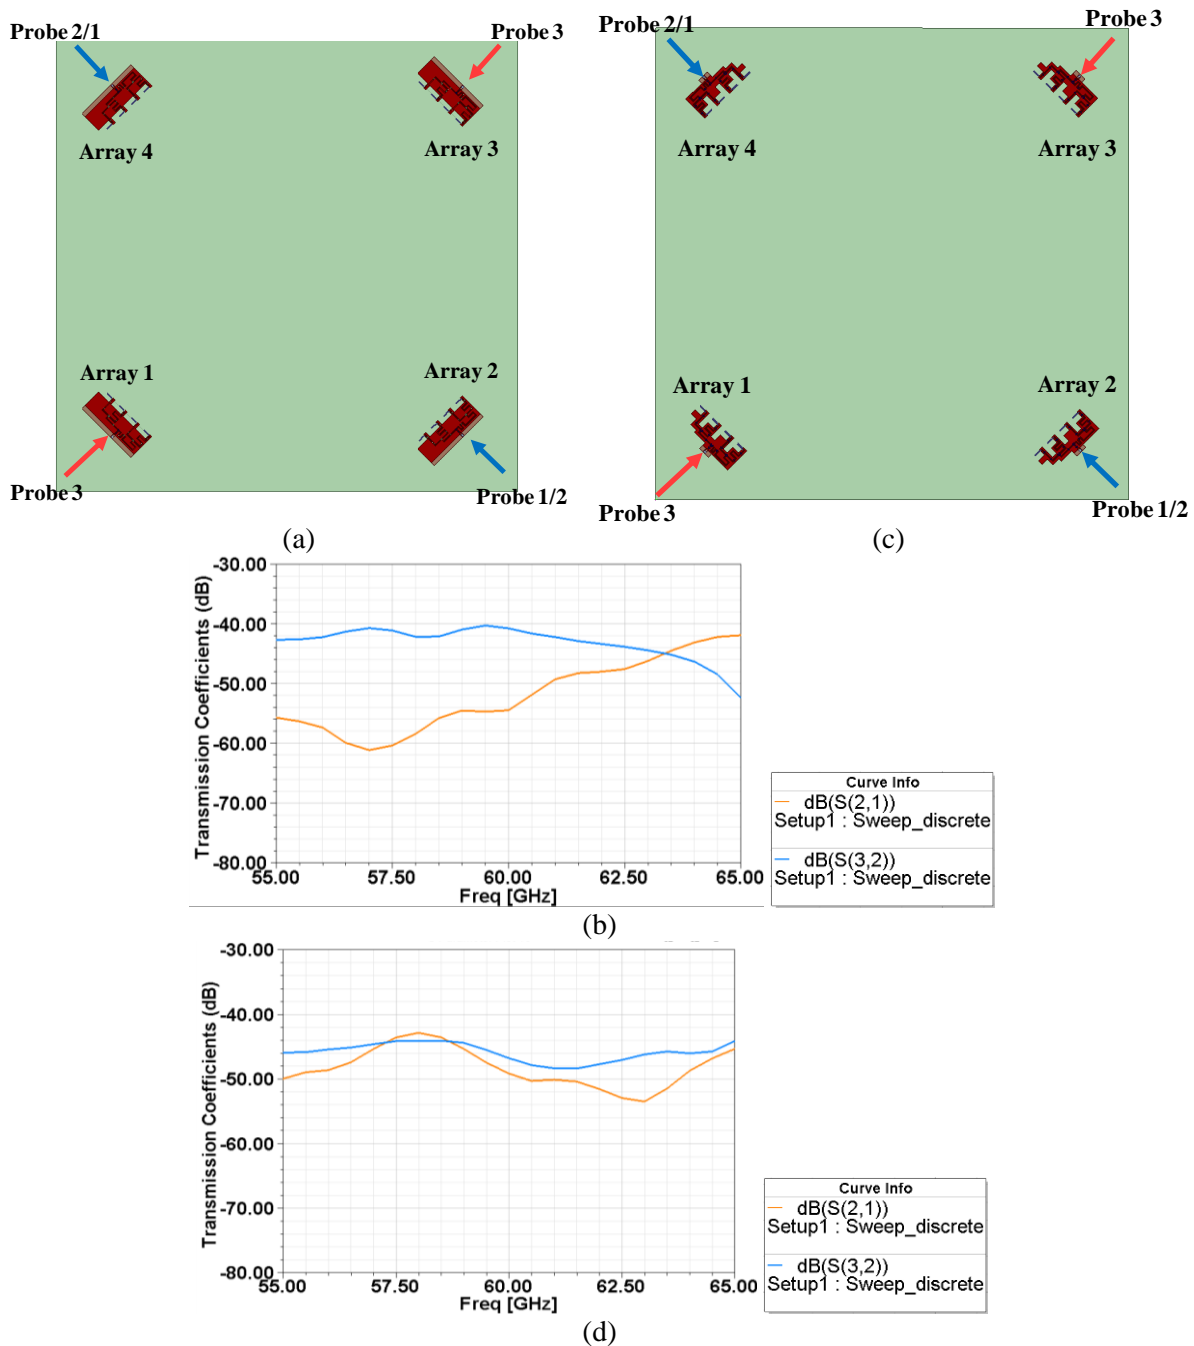 Probe 2/1
Probe 3
Array 4
Array 3
Array 1
Array 2
Probe 3
Probe 1/2
(a)
Probe 2/1
Probe 3
Array 4
Array 3
Array 1
Array 2
Probe 3
Probe 1/2
(c)
Transmission Coefficients (dB)
-30.00
-40.00
-50.00
-60.00
-70.00
-80.00
55.00
57.50
60.00
62.50
65.00
Freq [GHz]
Curve Info
dB(S(2,1))
Setup1 : Sweep_discrete
dB(S(3,2))
Setup1 : Sweep_discrete
(b)
Transmission Coefficients (dB)
-30.00
-40.00
-50.00
-60.00
-70.00
-80.00
55.00
57.50
60.00
62.50
65.00
Freq [GHz]
Curve Info
dB(S(2,1))
Setup1 : Sweep_discrete
dB(S(3,2))
Setup1 : Sweep_discrete
(d)